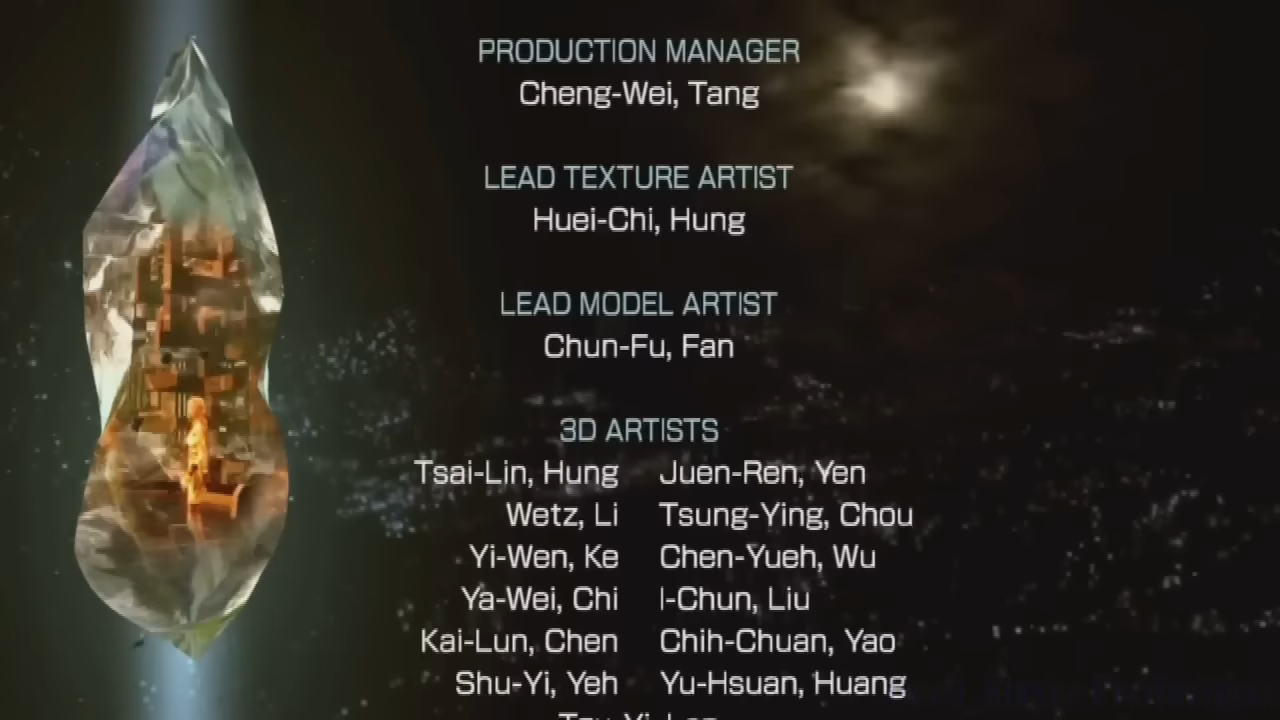 PRODUCTION MANAGER
Cheng-Wei, Tang
LEAD TEXTURE ARTIST
Huei-Chi, Hung
LEAD MODEL ARTIST
Chun-Fu, Fan
3D ARTISTS
Tsai-Lin, Hung Juen-Ren, Yen
Wetz, Li Tsung-Ying, Chou
Yi-Wen, Ke Chen-Yueh, Wu
Ya-Wei, Chi I-Chun, Liu
Kai-Lun, Chen Chih-Chuan, Yao
Shu-Yi, Yeh Yu-Hsuan, Huang